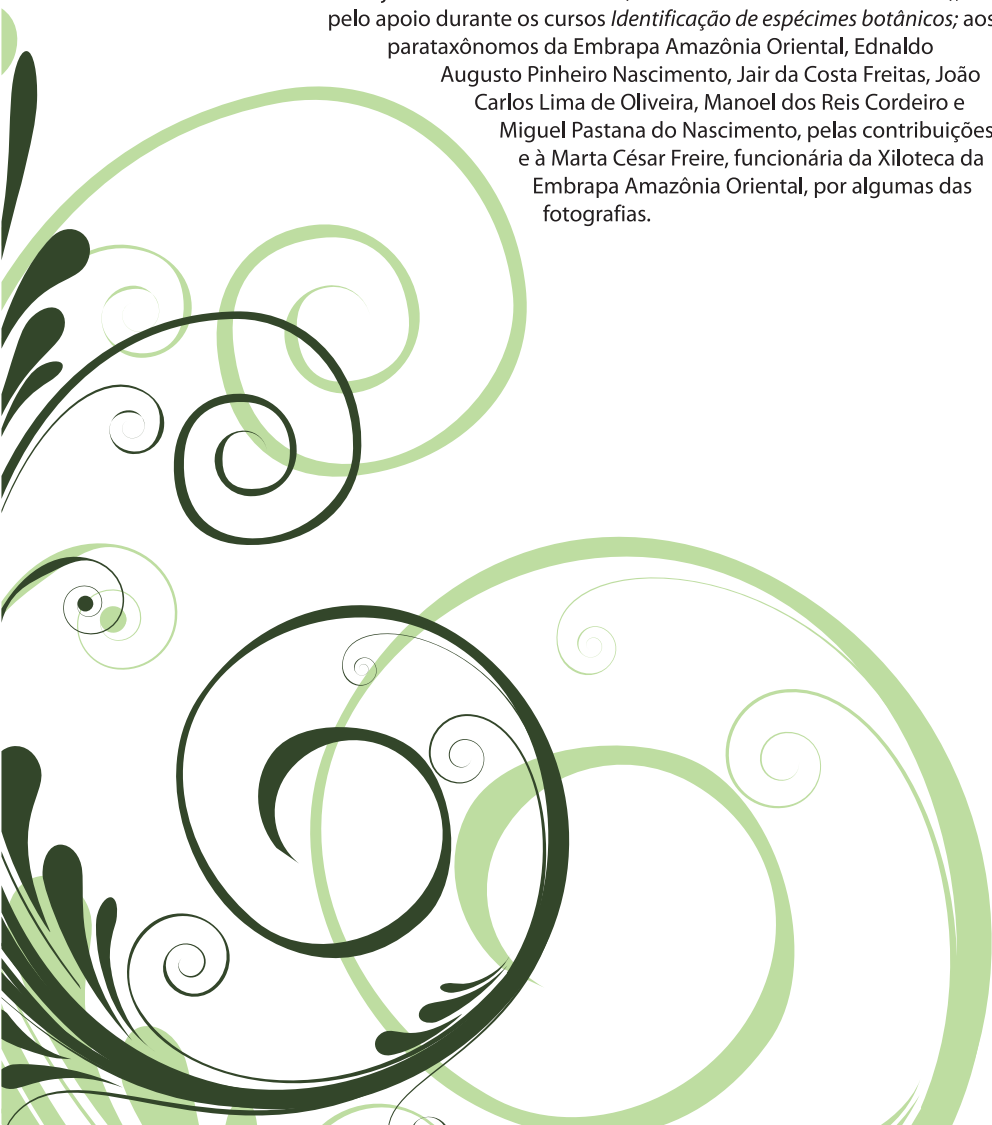 pelo apoio durante os cursos Identificação de espécimes botânicos; aos
parataxônomos da Embrapa Amazônia Oriental, Ednaldo
Augusto Pinheiro Nascimento, Jair da Costa Freitas, João
Carlos Lima de Oliveira, Manoel dos Reis Cordeiro e
Miguel Pastana do Nascimento, pelas contribuições
e à Marta César Freire, funcionária da Xiloteca da
Embrapa Amazônia Oriental, por algumas das
fotografias.